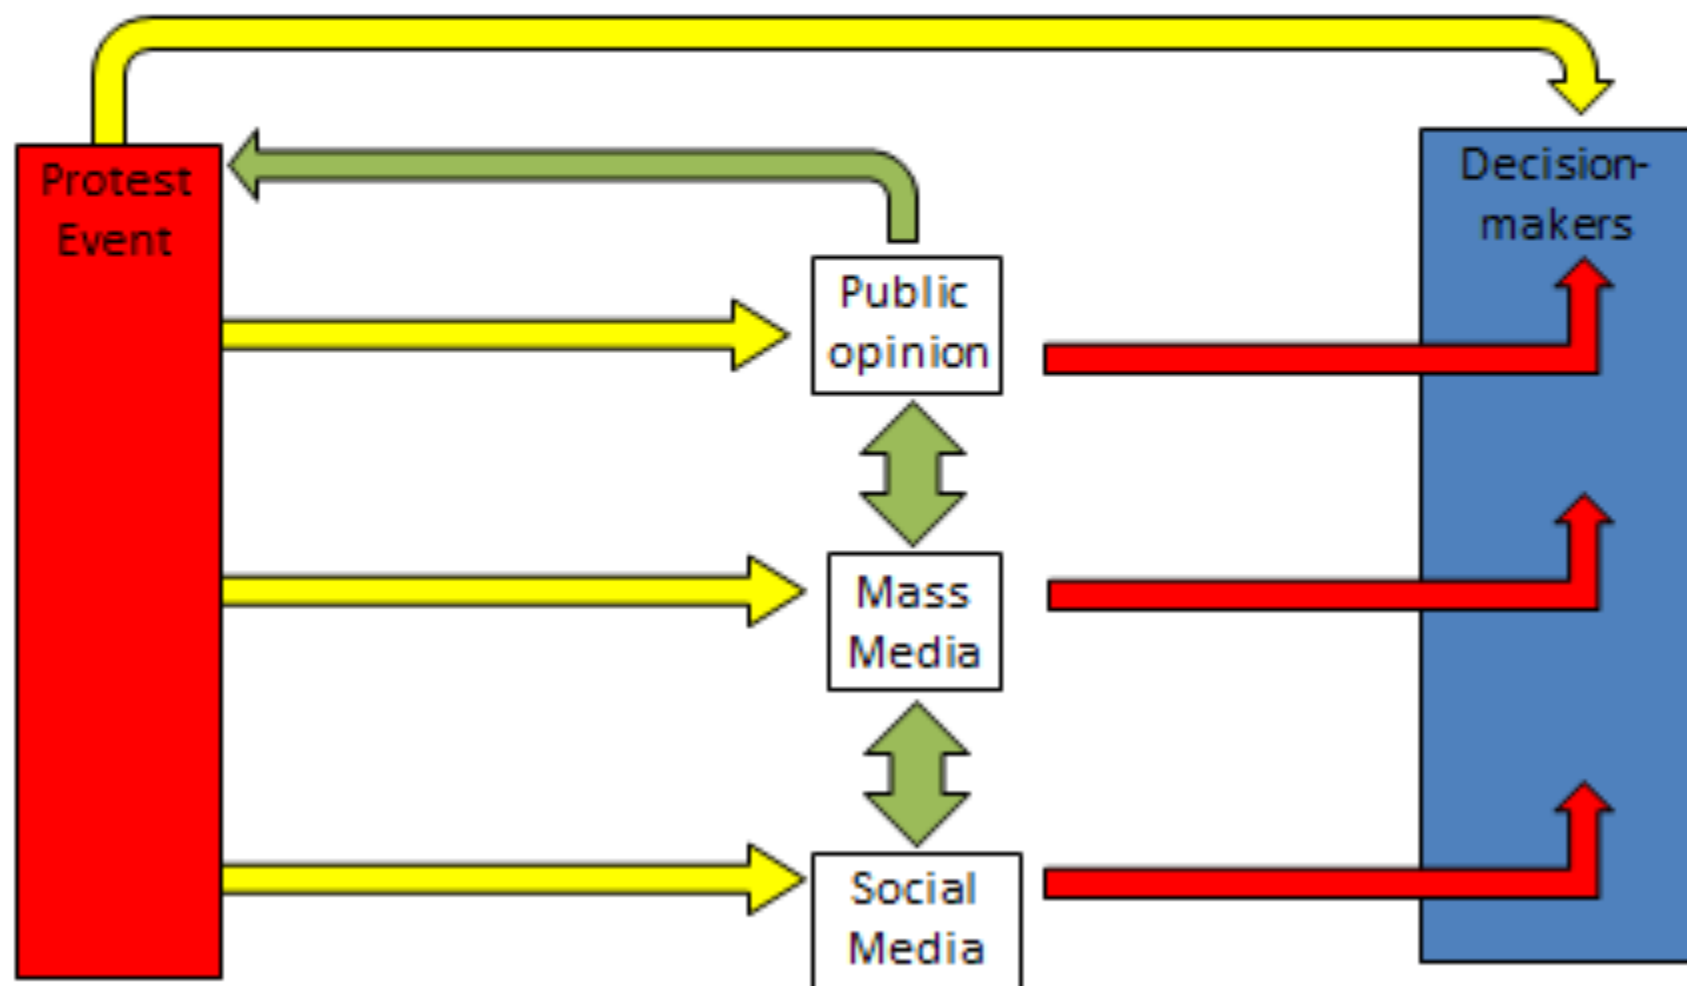 Protest
Event
Decision-
makers
Public
opinion
Mass
Media
Social
Media